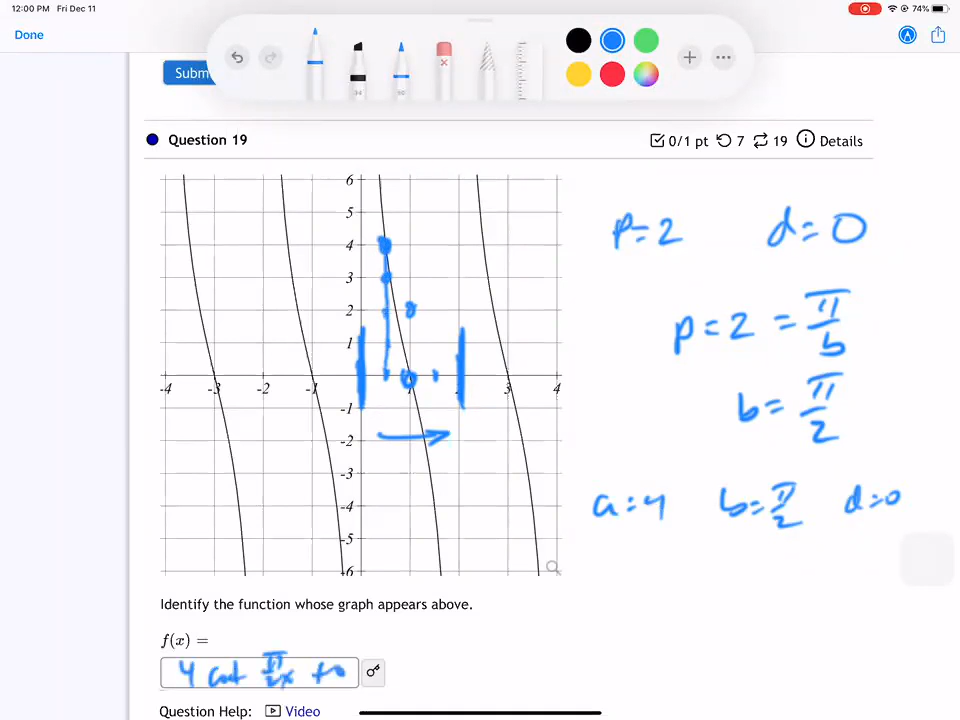 12:00 PM Fri Dec 11 74%
Done
Subm
Question 19 0/1 pt 7 19 Details
6
5
4
3
2
1
-4 -3 -2 -1 1 3 4
-1
-2
-3
-4
-5
-6
p=2 d=0
p=2=π/b
b=π/2
a=4 b=π/2 d=0
Identify the function whose graph appears above.
f(x) =
4 cot π/2 x +0
Question Help: Video